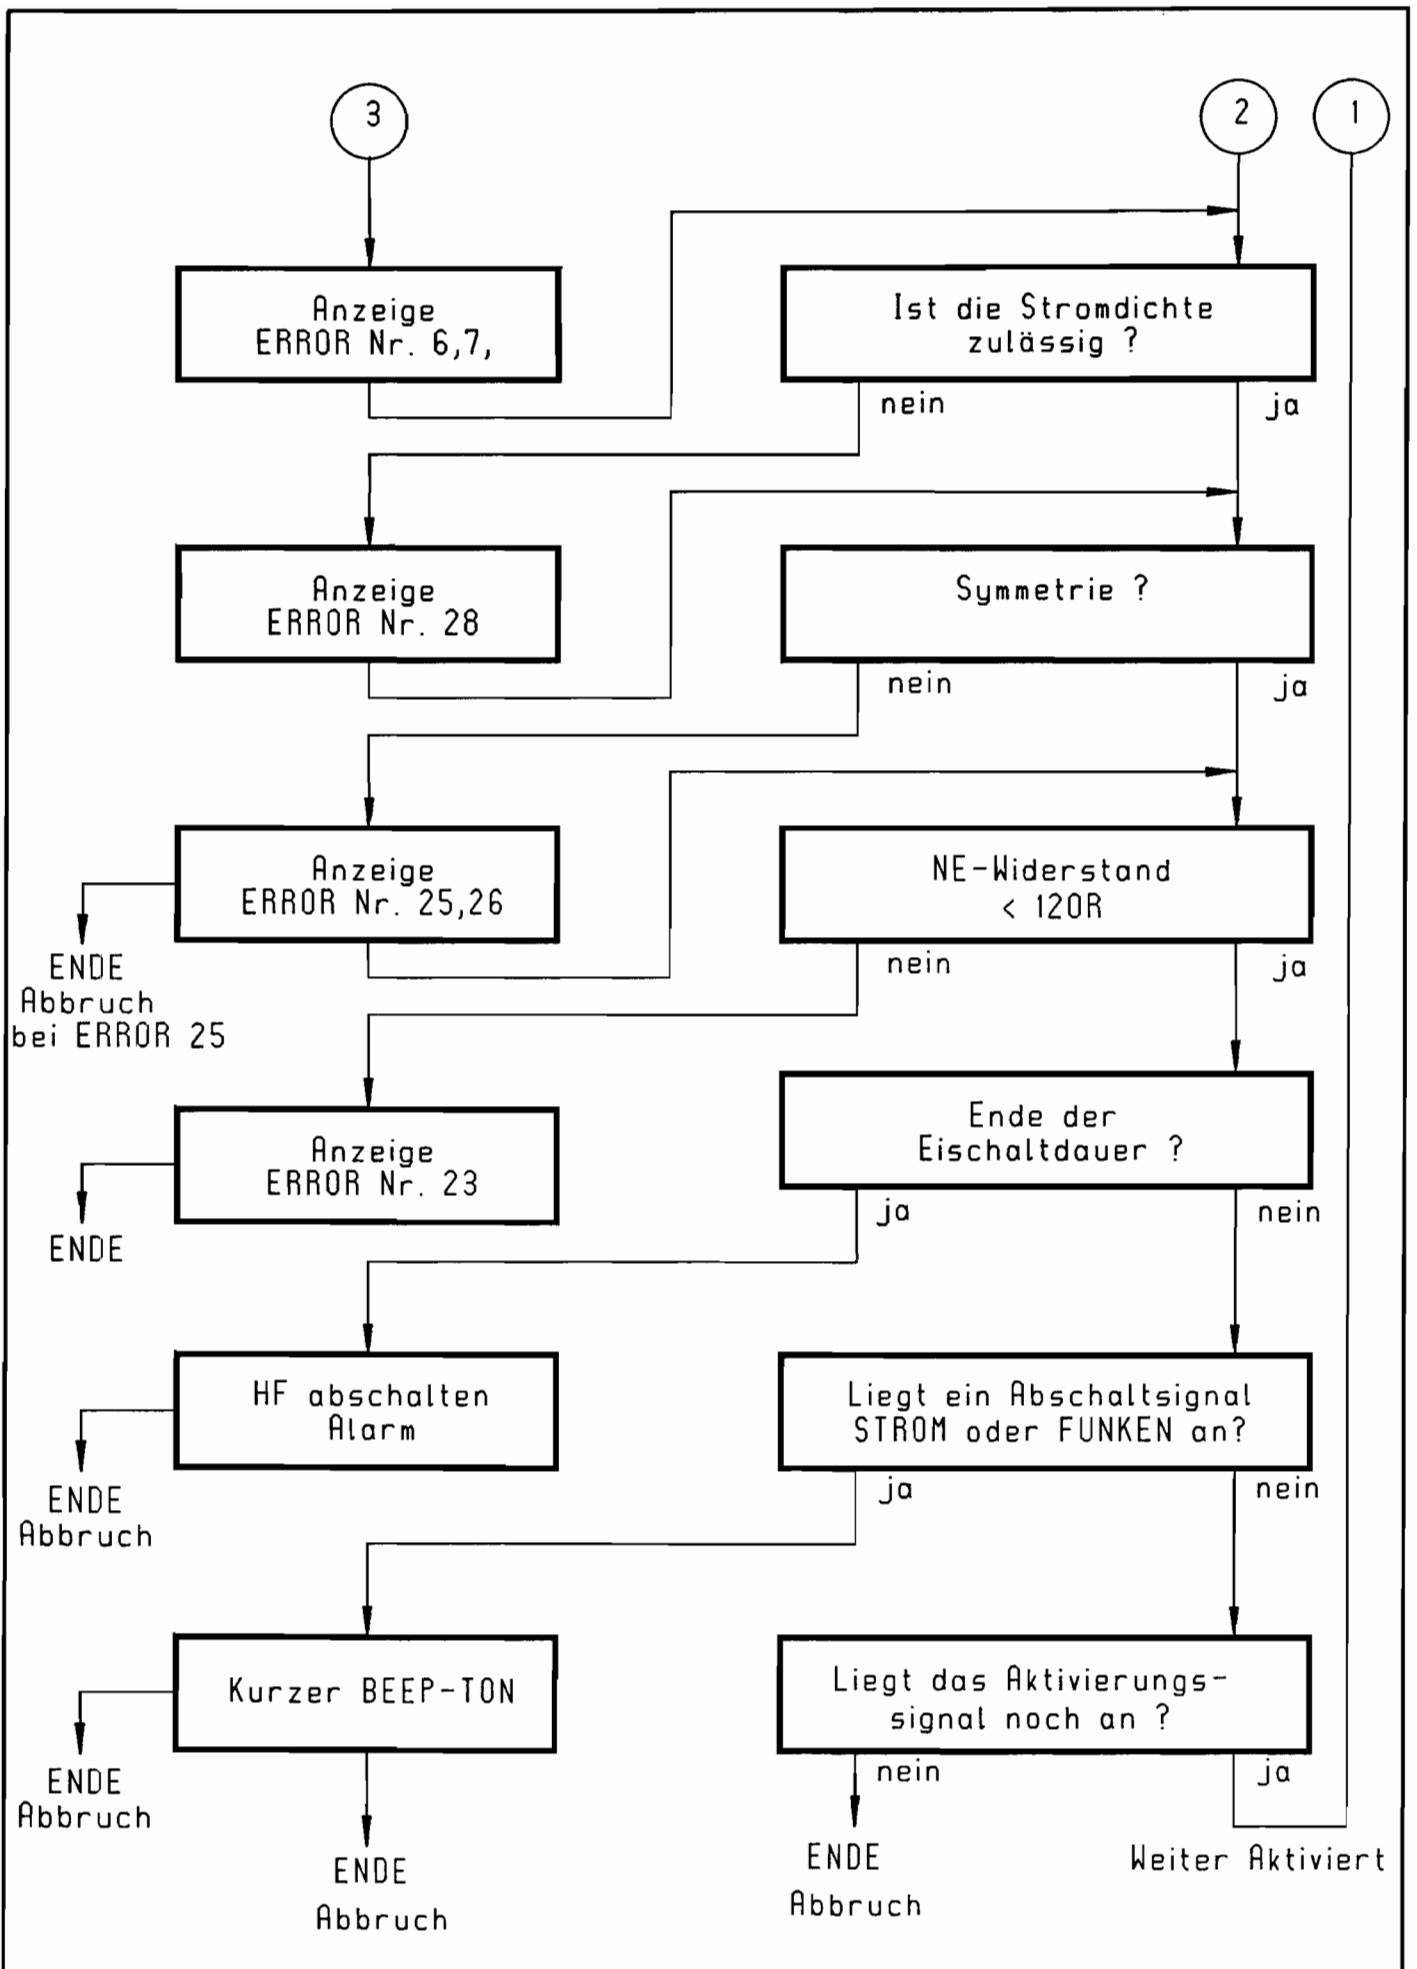 3
2
1
Anzeige
ERROR Nr. 6,7,
Ist die Stromdichte
zulässig ?
nein
ja
Anzeige
ERROR Nr. 28
Symmetrie ?
nein
ja
Anzeige
ERROR Nr. 25,26
NE-Widerstand
< 120R
nein
ja
ENDE
Abbruch
bei ERROR 25
Anzeige
ERROR Nr. 23
Ende der
Eischaltdauer ?
ja
nein
ENDE
HF abschalten
Alarm
Liegt ein Abschaltsignal
STROM oder FUNKEN an?
ja
nein
ENDE
Abbruch
Kurzer BEEP-TON
Liegt das Aktivierungs-
signal noch an ?
nein
ja
ENDE
Abbruch
ENDE
Abbruch
ENDE
Abbruch
Weiter Aktiviert